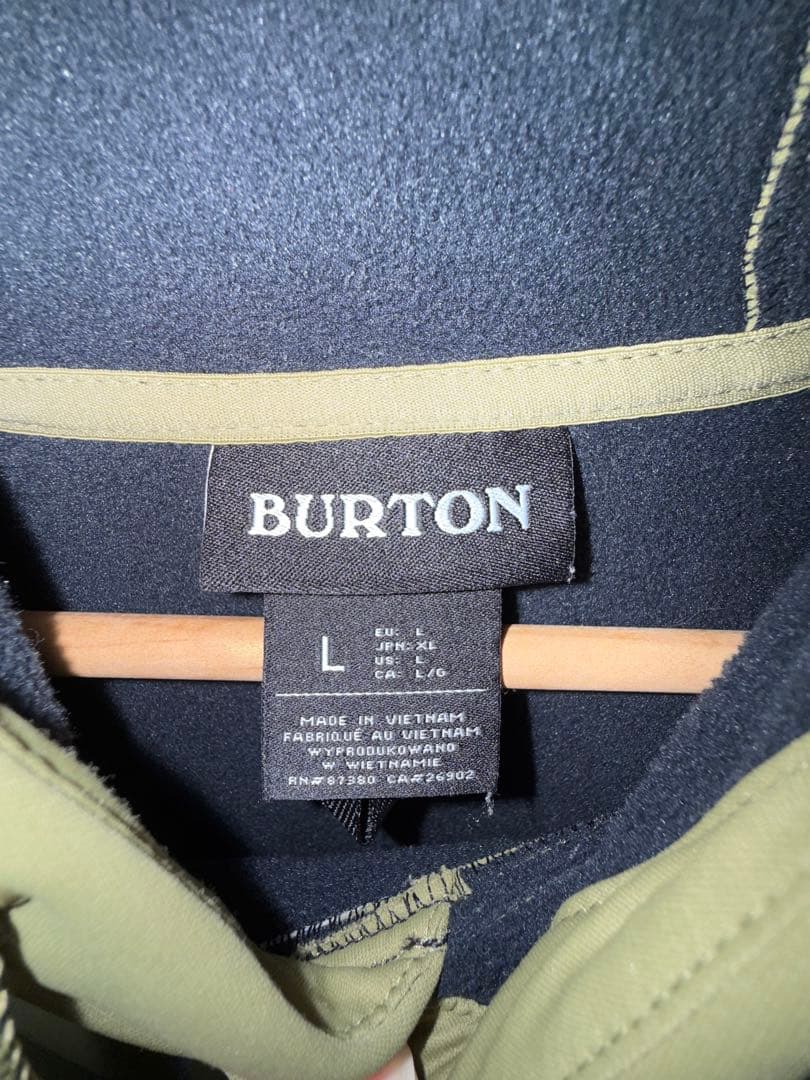 BURTON
L
EU: L
JPN: XL
US: L
CA: L/G
MADE IN VIETNAM
FABRIQUÉ AU VIETNAM
WYPRODUKOWANO
W WIETNAMIE
RN#87380 CA#26902